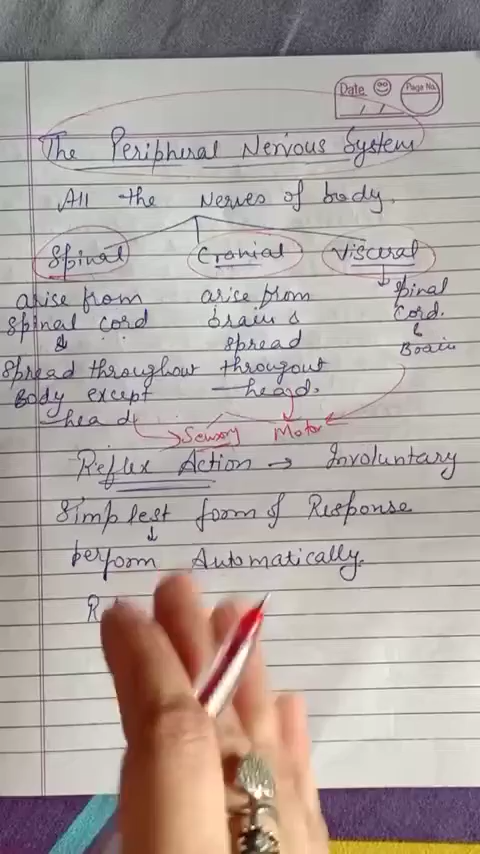 Date
Page No.
The Peripheral Nervous System
All the Nerves of body.
Spinal
arise from
spinal cord
&
Spread throughout
Body except
head
Cranial
arise from
brain &
spread
througout
head.
Visceral
Spinal
Cord.
&
Brain
Sensory Motor
Reflex Action → Involuntary
Simplest form of Response
perform Automatically.